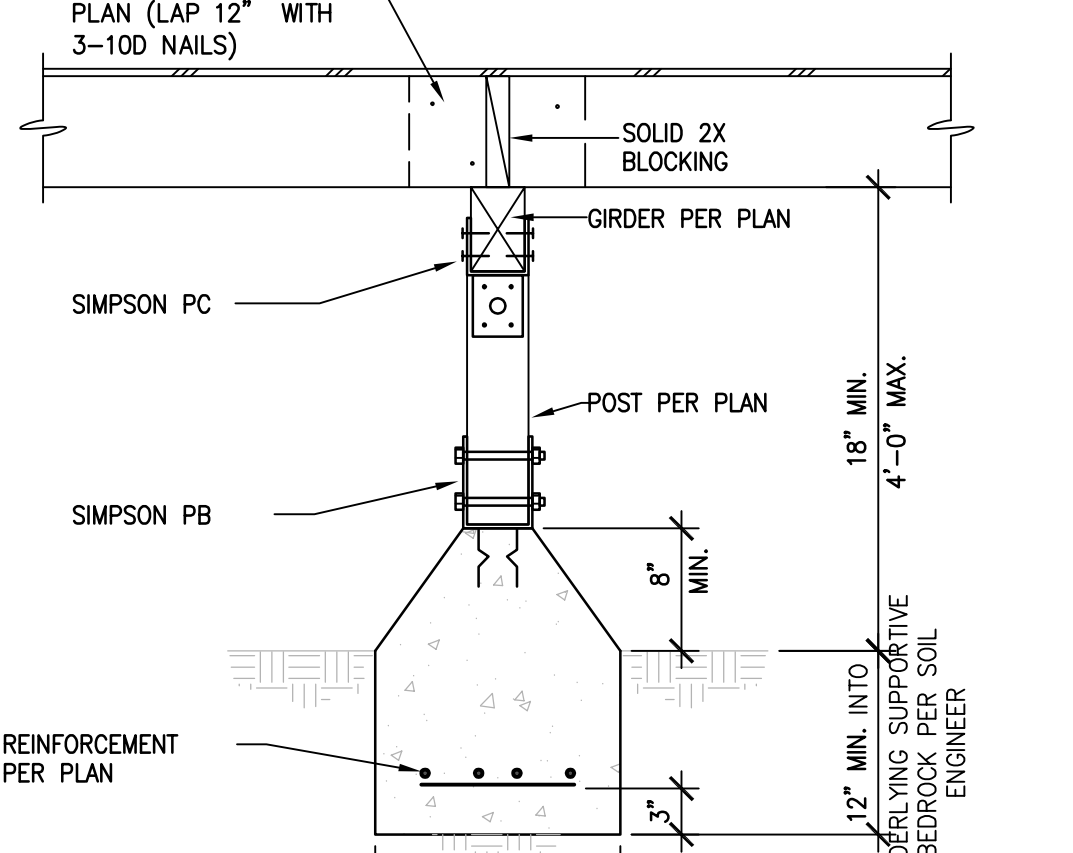 PLAN (LAP 12" WITH
3-10D NAILS)
SOLID 2X
BLOCKING
GIRDER PER PLAN
SIMPSON PC
POST PER PLAN
18" MIN.
4'-0" MAX.
SIMPSON PB
8"
MIN.
REINFORCEMENT
PER PLAN
3"
12" MIN. INTO
DERLYING SUPPORTIVE
BEDROCK PER SOIL
ENGINEER